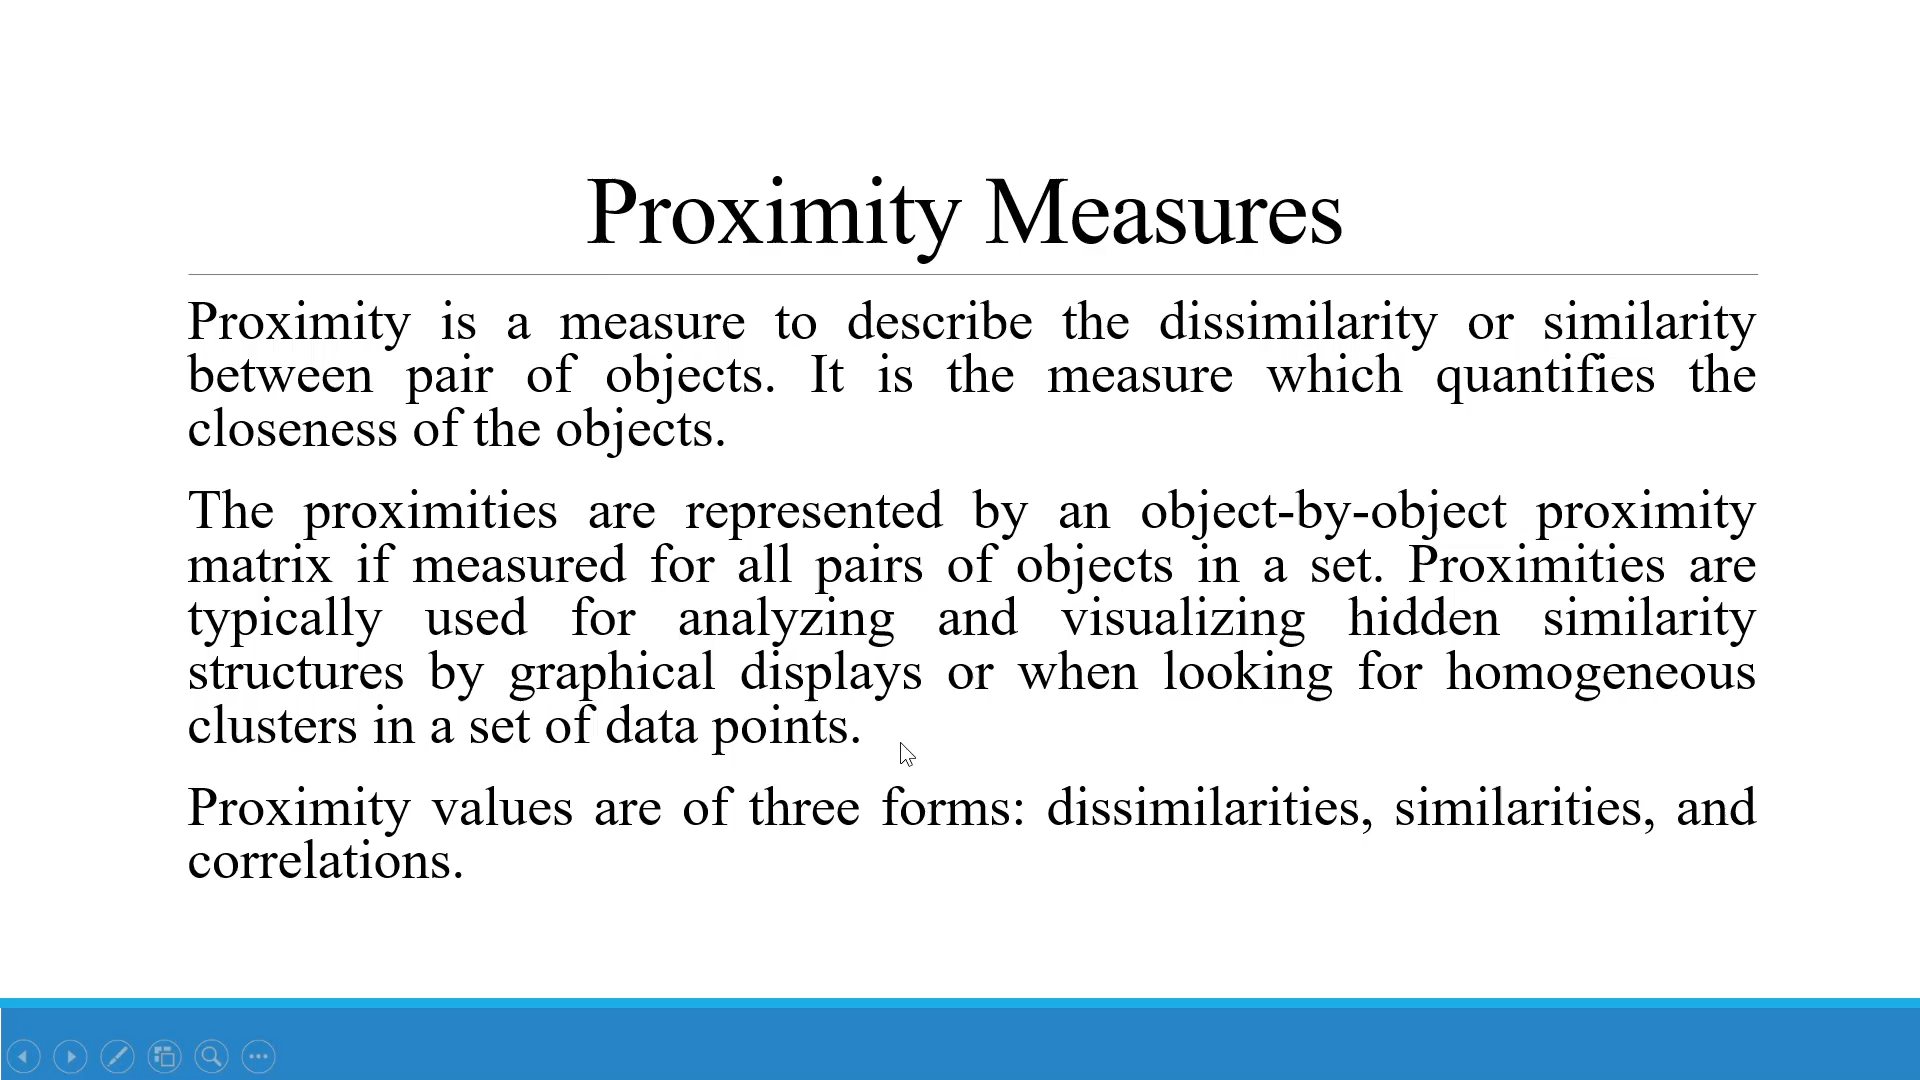 Proximity Measures
Proximity is a measure to describe the dissimilarity or similarity
between pair of objects. It is the measure which quantifies the
closeness of the objects.
The proximities are represented by an object-by-object proximity
matrix if measured for all pairs of objects in a set. Proximities are
typically used for analyzing and visualizing hidden similarity
structures by graphical displays or when looking for homogeneous
clusters in a set of data points.
Proximity values are of three forms: dissimilarities, similarities, and
correlations.